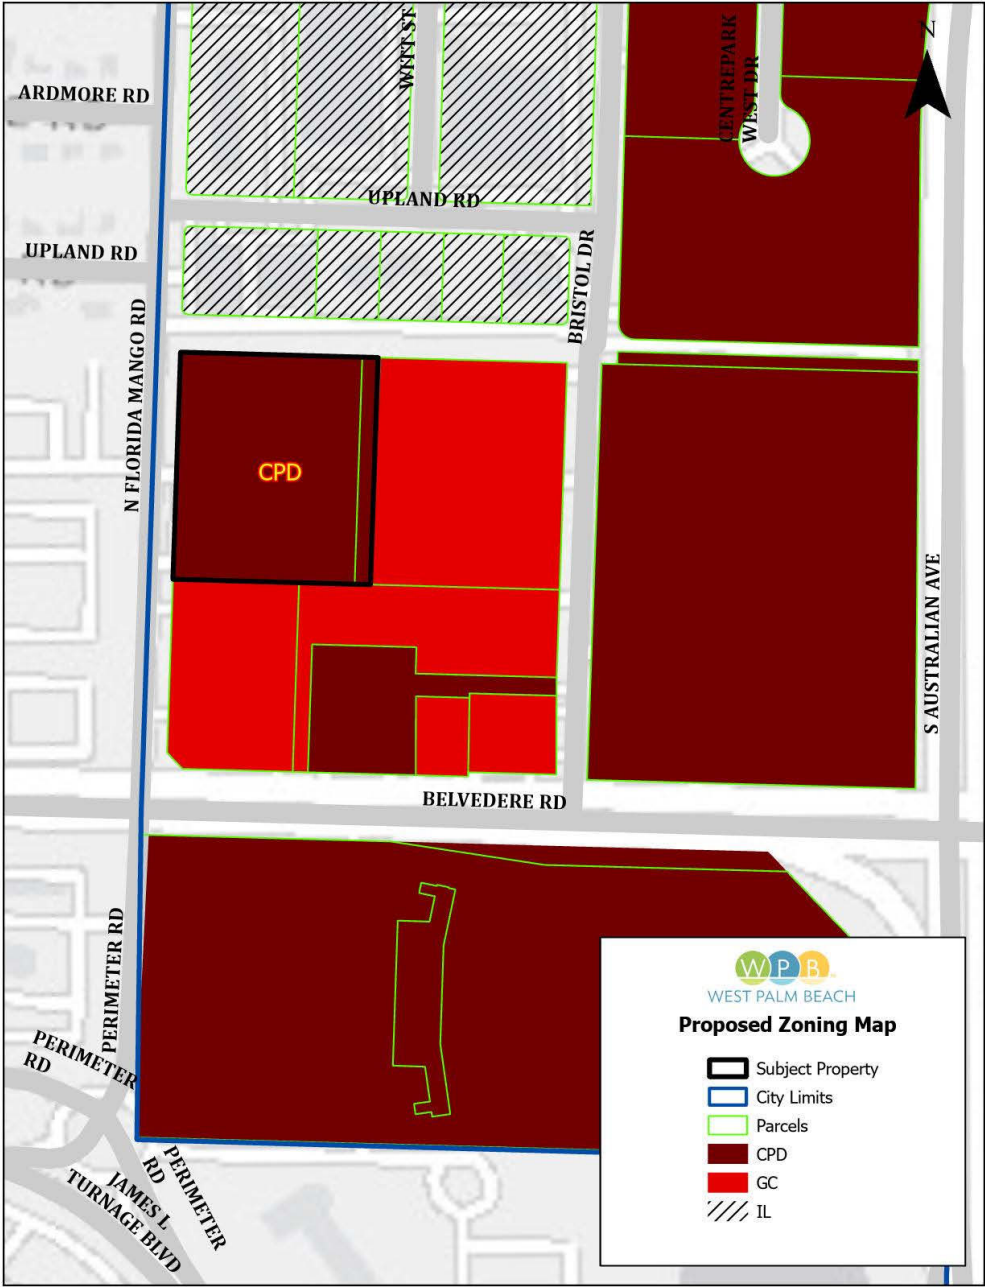 N
WITT ST
CENTREPARK
WEST DR
ARDMORE RD
UPLAND RD
UPLAND RD
BRISTOL DR
N FLORIDA MANGO RD
CPD
S AUSTRALIAN AVE
BELVEDERE RD
PERIMETER RD
PERIMETER
RD
PERIMETER
RD
JAMES L
TURNAGE BLVD
WPB
WEST PALM BEACH
Proposed Zoning Map
Subject Property
City Limits
Parcels
CPD
GC
IL